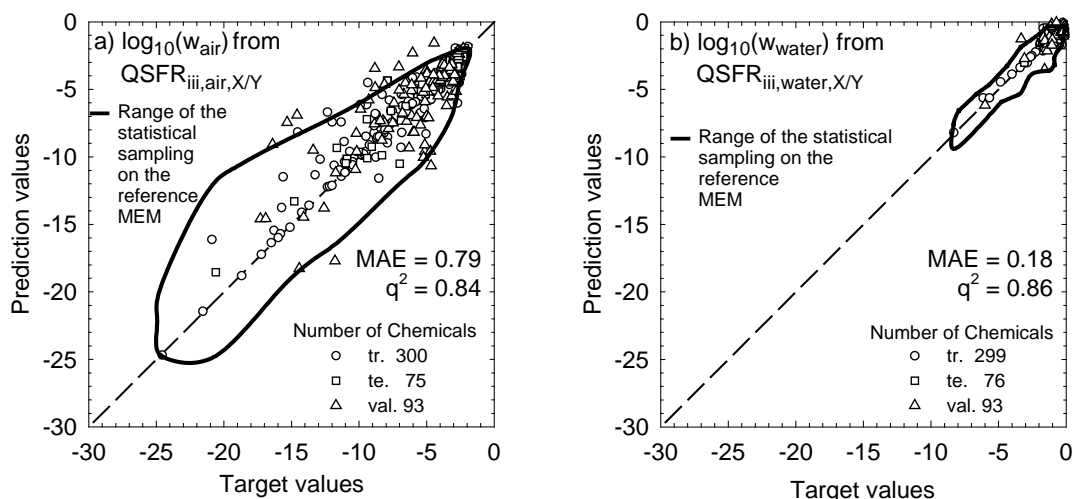 a) log10(wair) from
QSFRiii,air,X/Y
Range of the
statistical
sampling
on the
reference
MEM
MAE = 0.79
q2 = 0.84
Number of Chemicals
tr. 300
te. 75
val. 93
0
-5
-10
-15
-20
-25
-30
-30 -25 -20 -15 -10 -5 0
Prediction values
Target values
b) log10(wwater) from
QSFRiii,water,X/Y
Range of the statistical
sampling on the
reference
MEM
MAE = 0.18
q2 = 0.86
Number of Chemicals
tr. 299
te. 76
val. 93
0
-5
-10
-15
-20
-25
-30
-30 -25 -20 -15 -10 -5 0
Prediction values
Target values